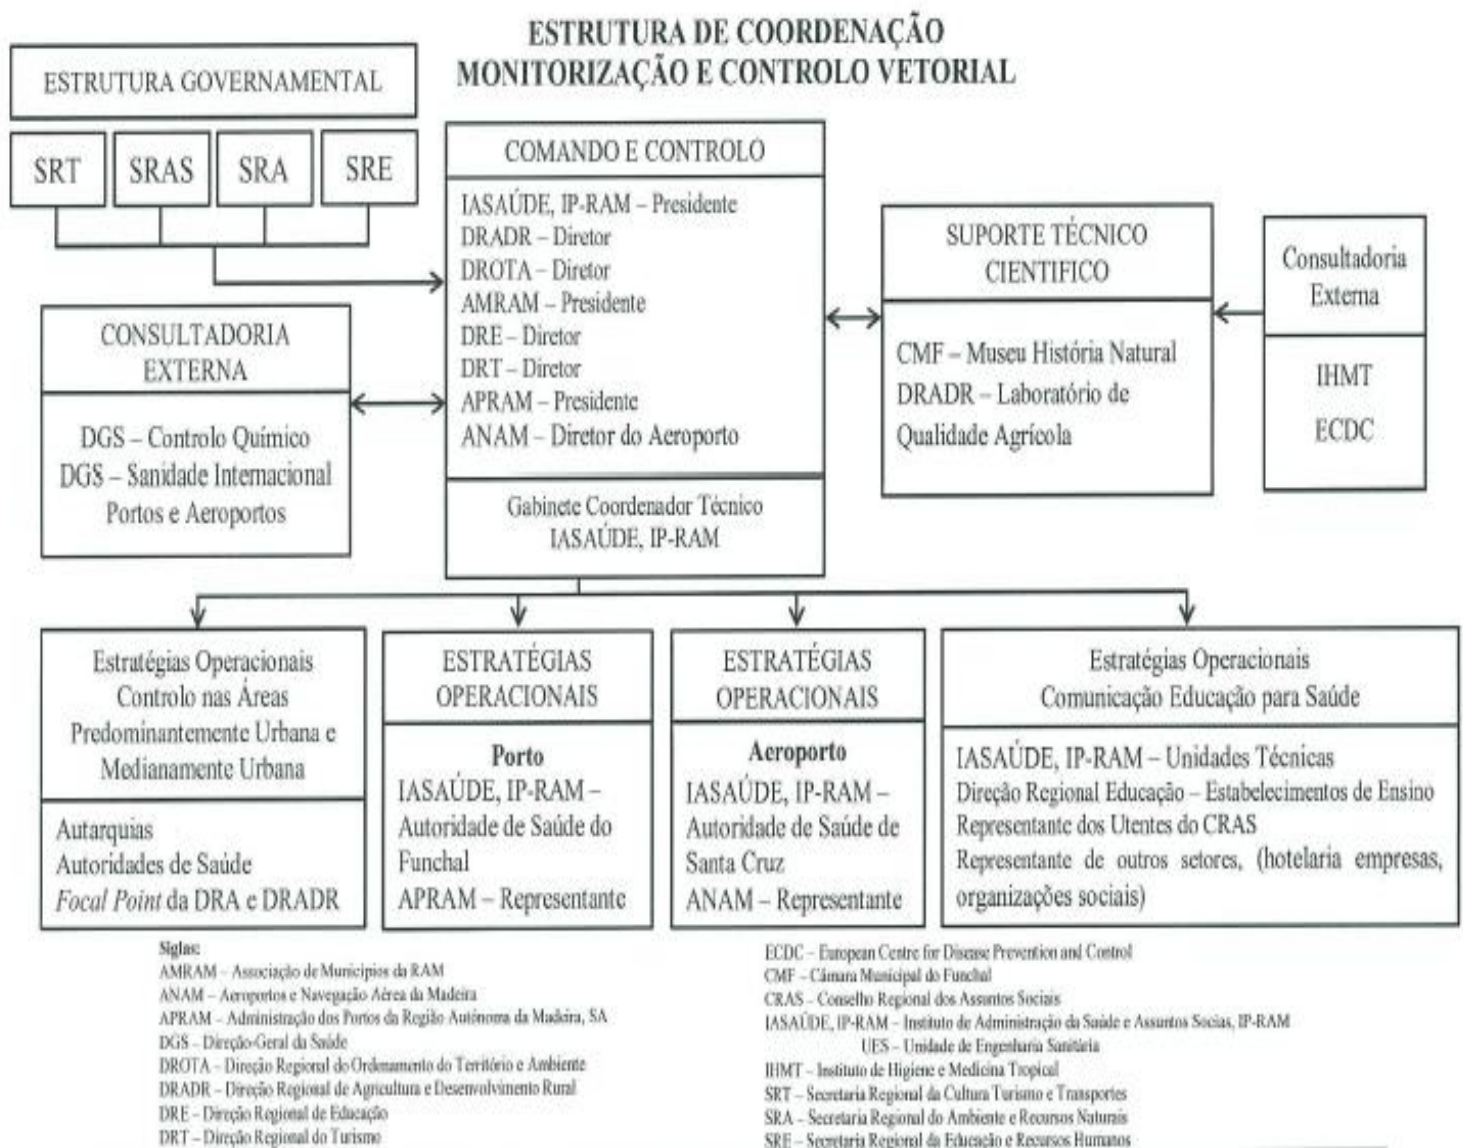 ESTRUTURA DE COORDENAÇÃO
MONITORIZAÇÃO E CONTROLO VETORIAL
ESTRUTURA GOVERNAMENTAL
SRT
SRAS
SRA
SRE
COMANDO E CONTROLO
IASAÚDE, IP-RAM – Presidente
DRADR – Diretor
DROTA – Diretor
AMRAM – Presidente
DRE – Diretor
DRT – Diretor
APRAM – Presidente
ANAM – Diretor do Aeroporto
Gabinete Coordenador Técnico
IASAÚDE, IP-RAM
CONSULTADORIA
EXTERNA
DGS – Controlo Químico
DGS – Sanidade Internacional
Portos e Aeroportos
SUPORTE TÉCNICO
CIENTIFICO
CMF – Museu História Natural
DRADR – Laboratório de
Qualidade Agrícola
Consultadoria
Externa
IHMT
ECDC
Estratégias Operacionais
Controlo nas Áreas
Predominantemente Urbana e
Medianamente Urbana
Autarquias
Autoridades de Saúde
Focal Point da DRA e DRADR
ESTRATÉGIAS
OPERACIONAIS
Porto
IASAÚDE, IP-RAM –
Autoridade de Saúde do
Funchal
APRAM – Representante
ESTRATÉGIAS
OPERACIONAIS
Aeroporto
IASAÚDE, IP-RAM –
Autoridade de Saúde de
Santa Cruz
ANAM – Representante
Estratégias Operacionais
Comunicação Educação para Saúde
IASAÚDE, IP-RAM – Unidades Técnicas
Direção Regional Educação – Estabelecimentos de Ensino
Representante dos Utentes do CRAS
Representante de outros setores, (hotelaria empresas,
organizações sociais)
Siglas:
AMRAM – Associação de Municípios da RAM
ANAM – Aeroportos e Navegação Aérea da Madeira
APRAM – Administração dos Portos da Região Autónoma da Madeira, SA
DGS – Direção-Geral da Saúde
DROTA – Direção Regional do Ordenamento do Território e Ambiente
DRADR – Direção Regional de Agricultura e Desenvolvimento Rural
DRE – Direção Regional de Educação
DRT – Direção Regional do Turismo
ECDC – European Centre for Disease Prevention and Control
CMF – Câmara Municipal do Funchal
CRAS – Conselho Regional dos Assuntos Sociais
IASAÚDE, IP-RAM – Instituto de Administração da Saúde e Assuntos Socias, IP-RAM
UES – Unidade de Engenharia Sanitária
IHMT – Instituto de Higiene e Medicina Tropical
SRT – Secretaria Regional da Cultura Turismo e Transportes
SRA – Secretaria Regional do Ambiente e Recursos Naturais
SRE – Secretaria Regional da Educação e Recursos Humanos